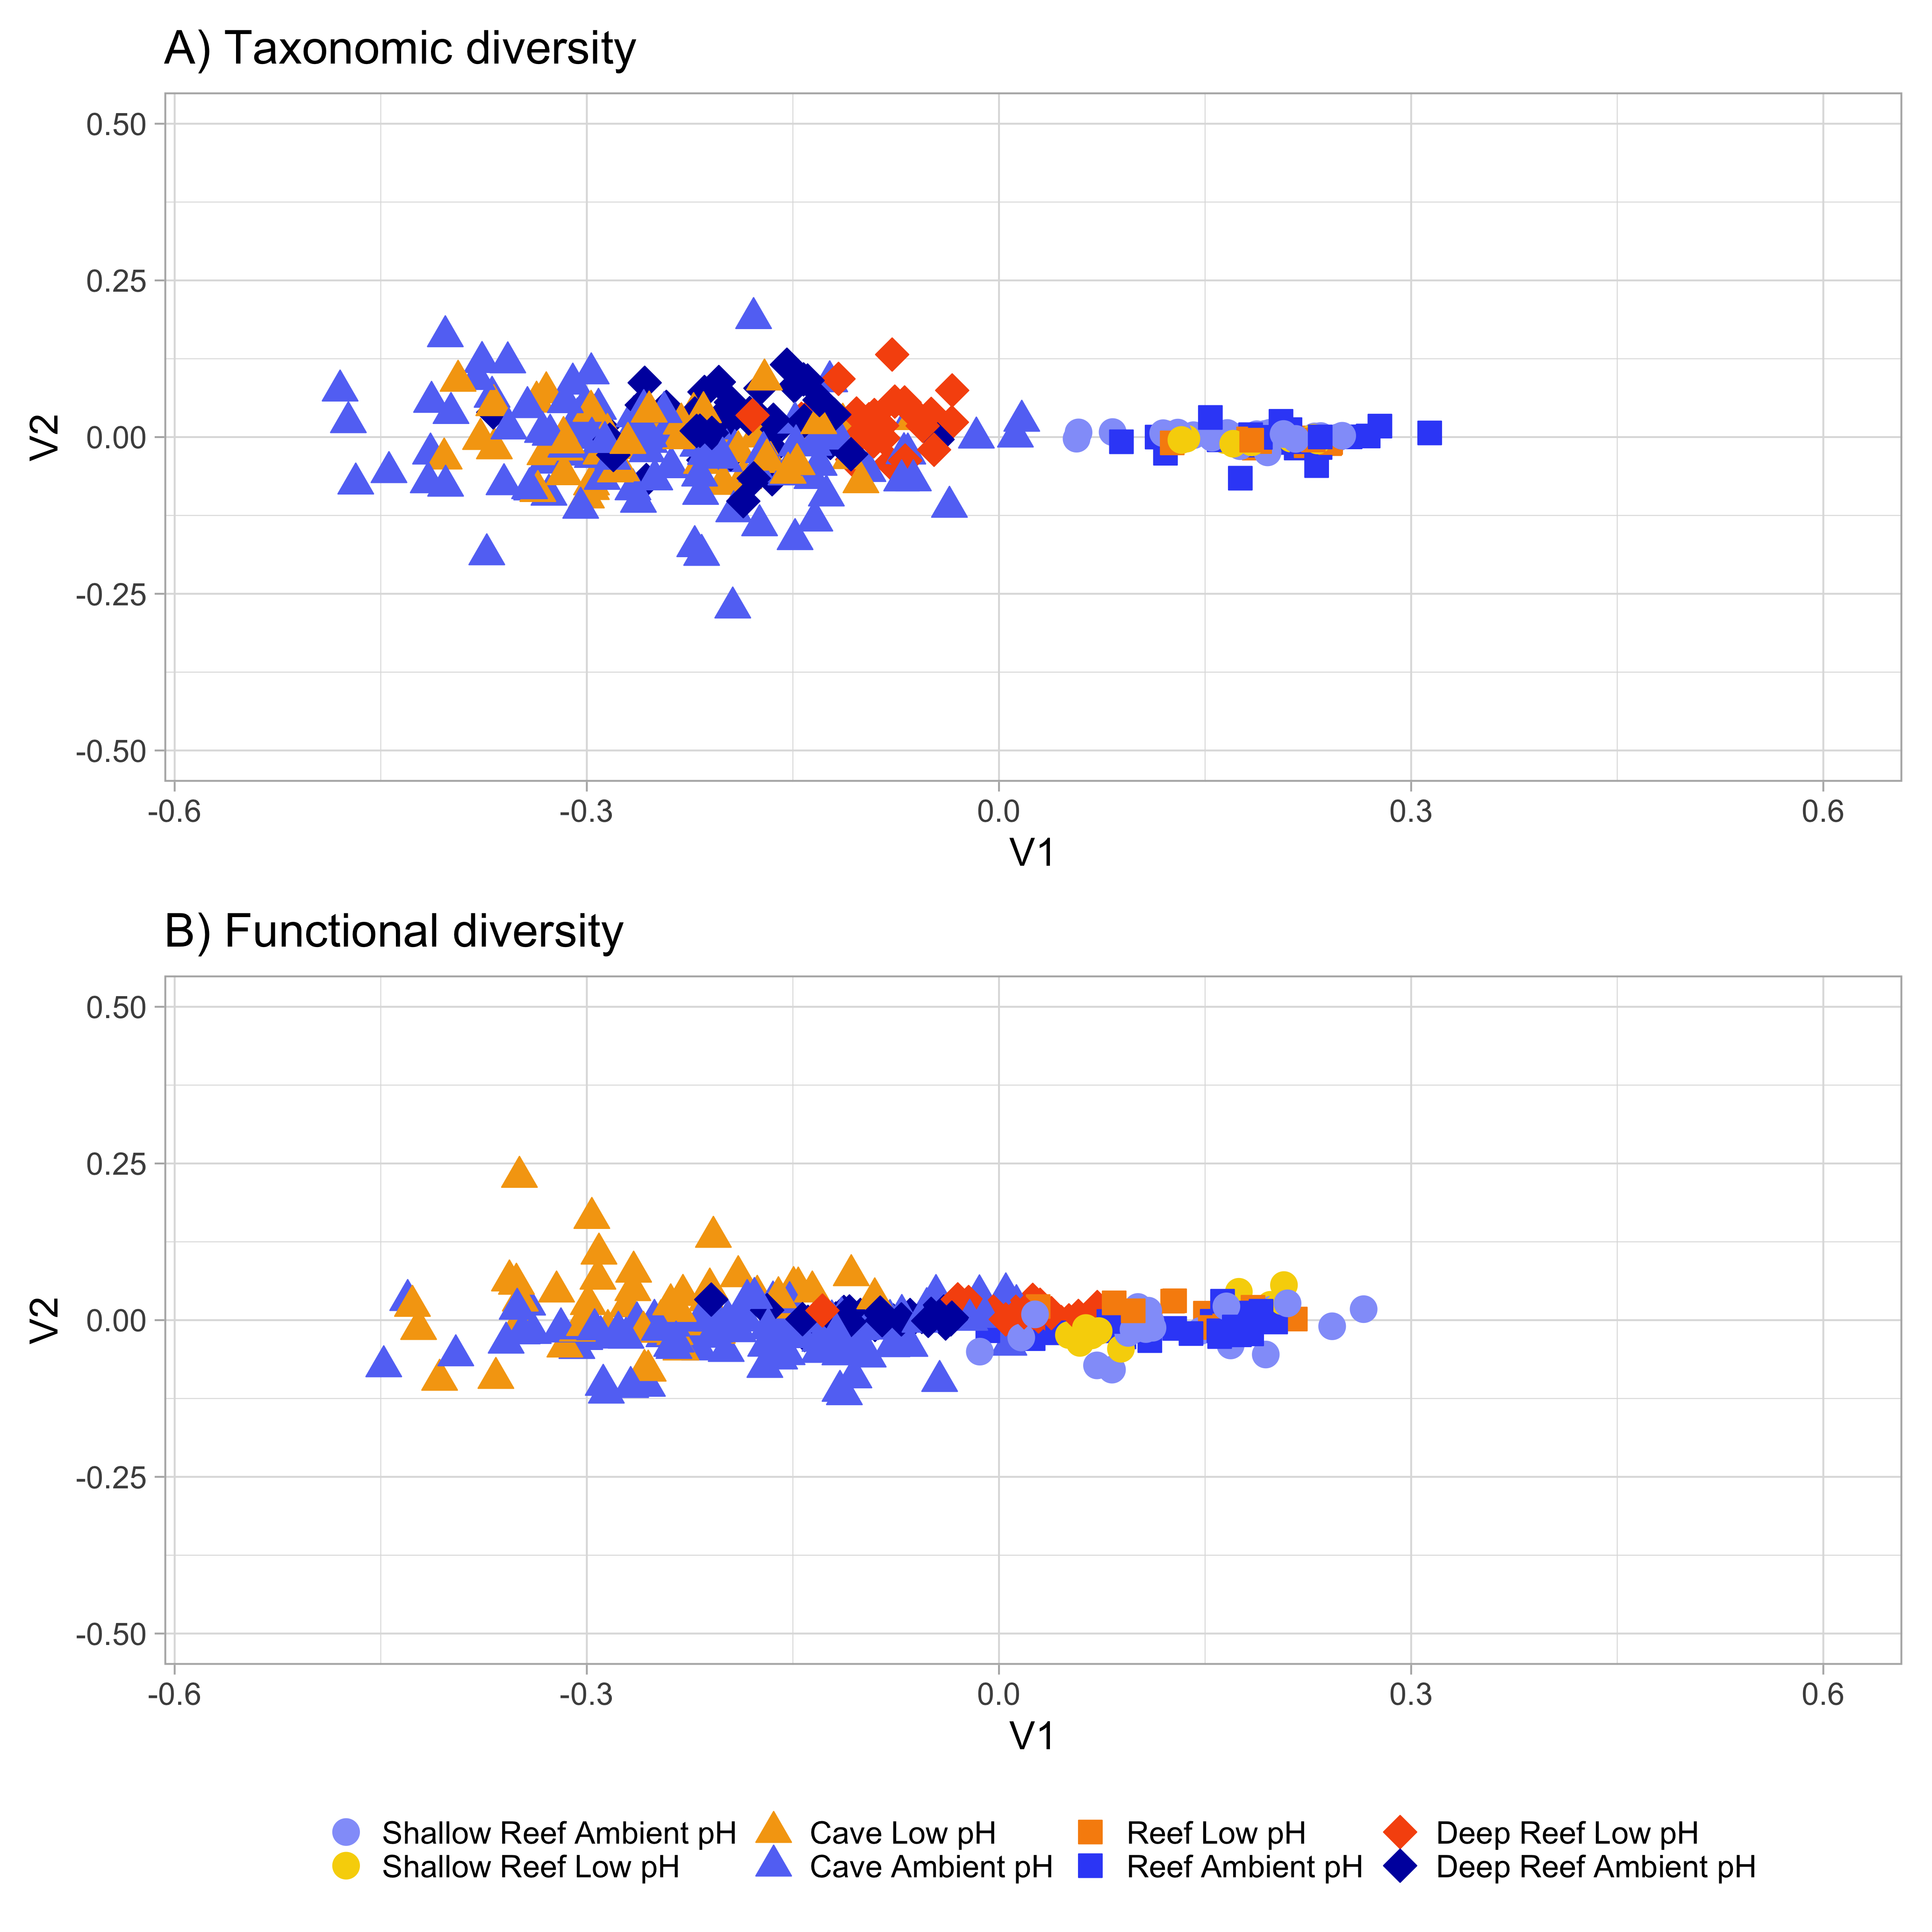 A) Taxonomic diversity
0.50
0.25
0.00
-0.25
-0.50
V2
-0.6 -0.3 0.0 0.3 0.6
V1
B) Functional diversity
0.50
0.25
0.00
-0.25
-0.50
V2
-0.6 -0.3 0.0 0.3 0.6
V1
Shallow Reef Ambient pH Cave Low pH Reef Low pH Deep Reef Low pH
Shallow Reef Low pH Cave Ambient pH Reef Ambient pH Deep Reef Ambient pH